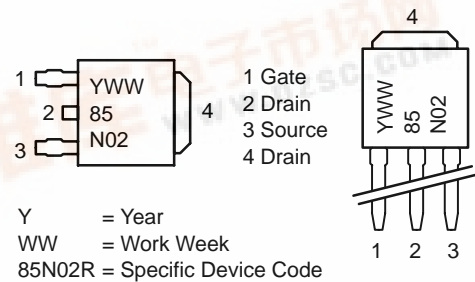 4
1
YWW
1 Gate
2
85
4
2 Drain
3 Source
3
N02
4 Drain
YWW
85
N02
Y = Year
WW = Work Week
85N02R = Specific Device Code
1 2 3